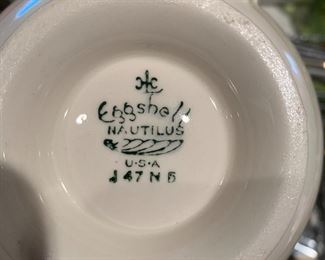 HLC
Eggshell
NAUTILUS
U·S·A
J 47 N 5